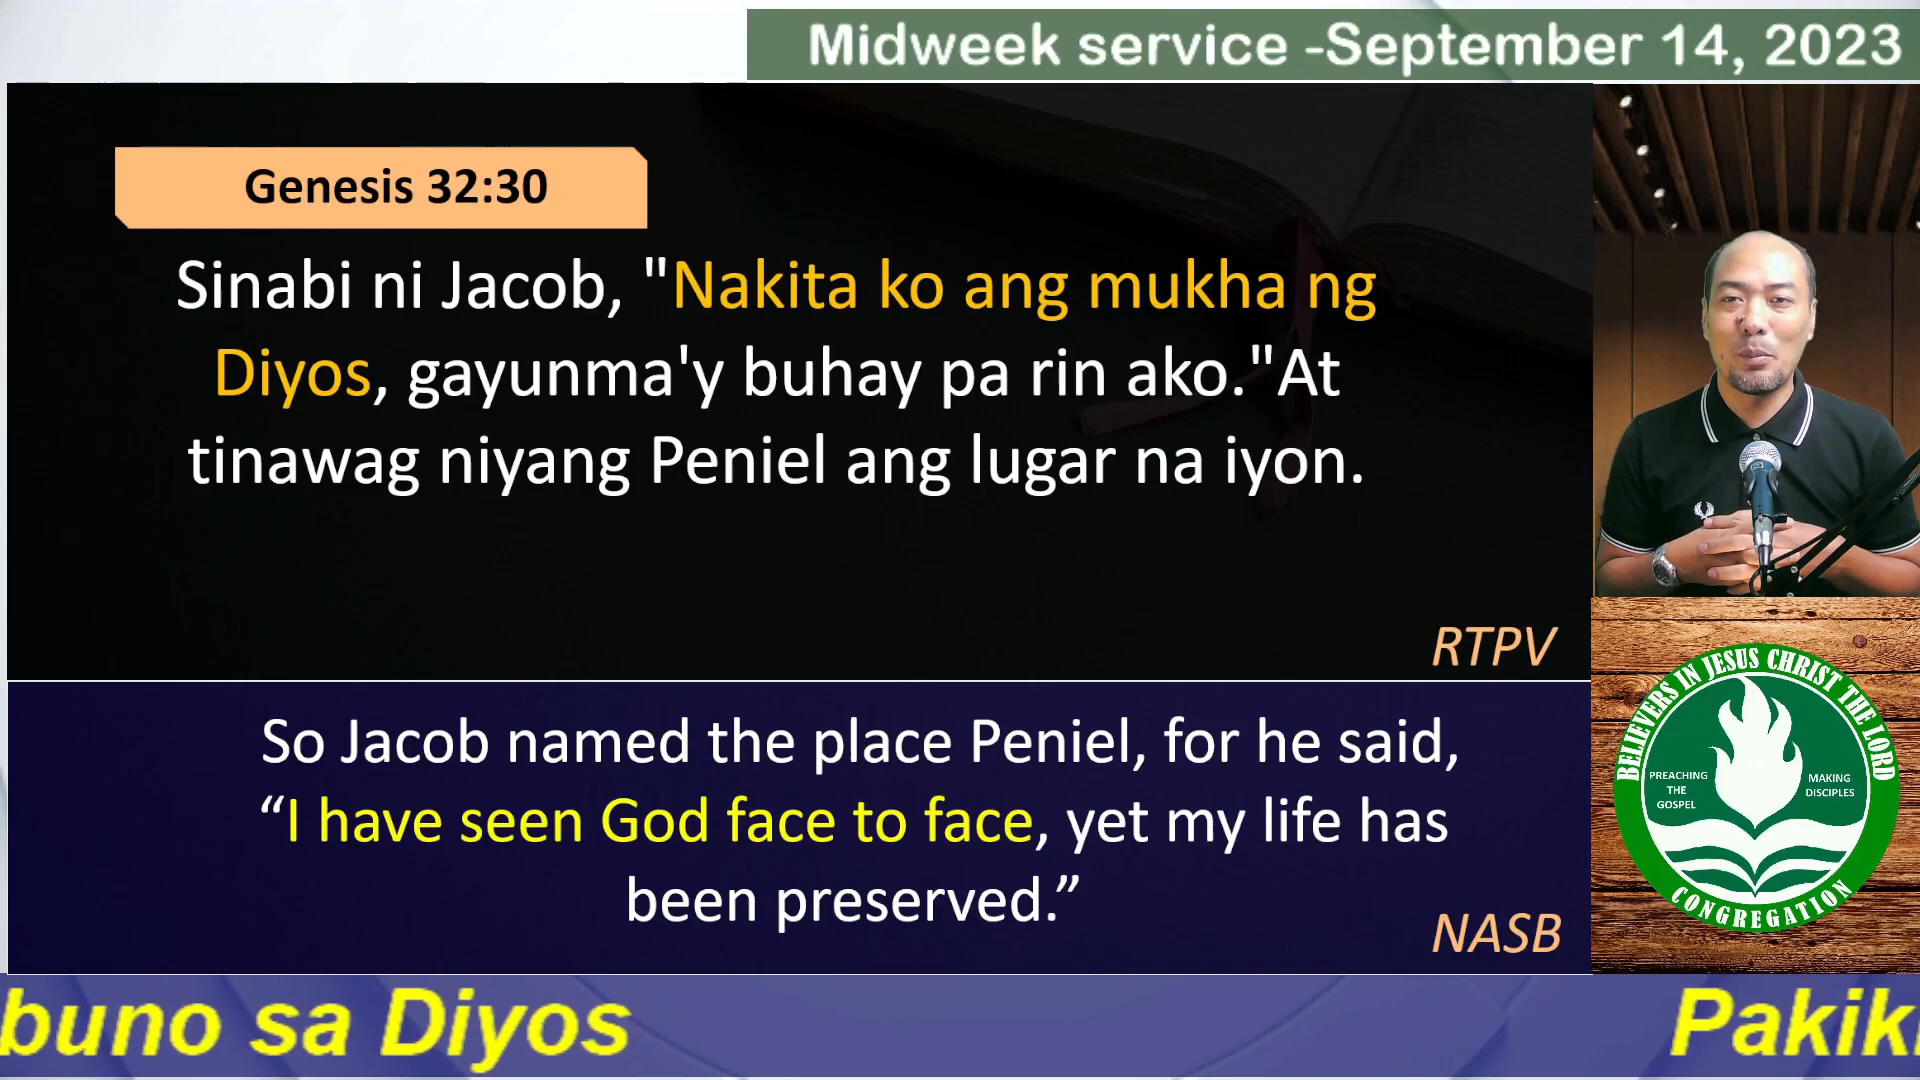 Midweek service -September 14, 2023
Genesis 32:30
Sinabi ni Jacob, "Nakita ko ang mukha ng
Diyos, gayunma'y buhay pa rin ako."At
tinawag niyang Peniel ang lugar na iyon.
RTPV
So Jacob named the place Peniel, for he said,
“I have seen God face to face, yet my life has
been preserved.”
NASB
BELIEVERS IN JESUS CHRIST THE LORD
PREACHING
THE
GOSPEL
MAKING
DISCIPLES
CONGREGATION
buno sa Diyos
Pakik